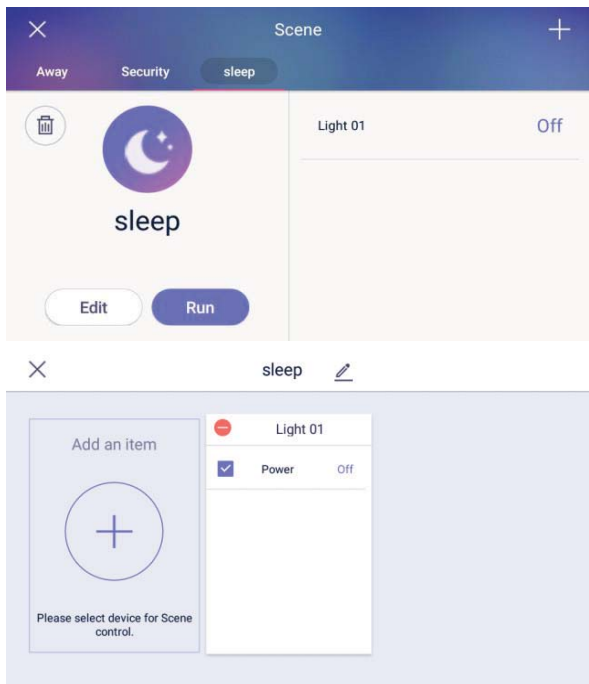 Scene
Away Security sleep
Light 01 Off
sleep
Edit Run
sleep
Add an item
Light 01
Power Off
Please select device for Scene
control.